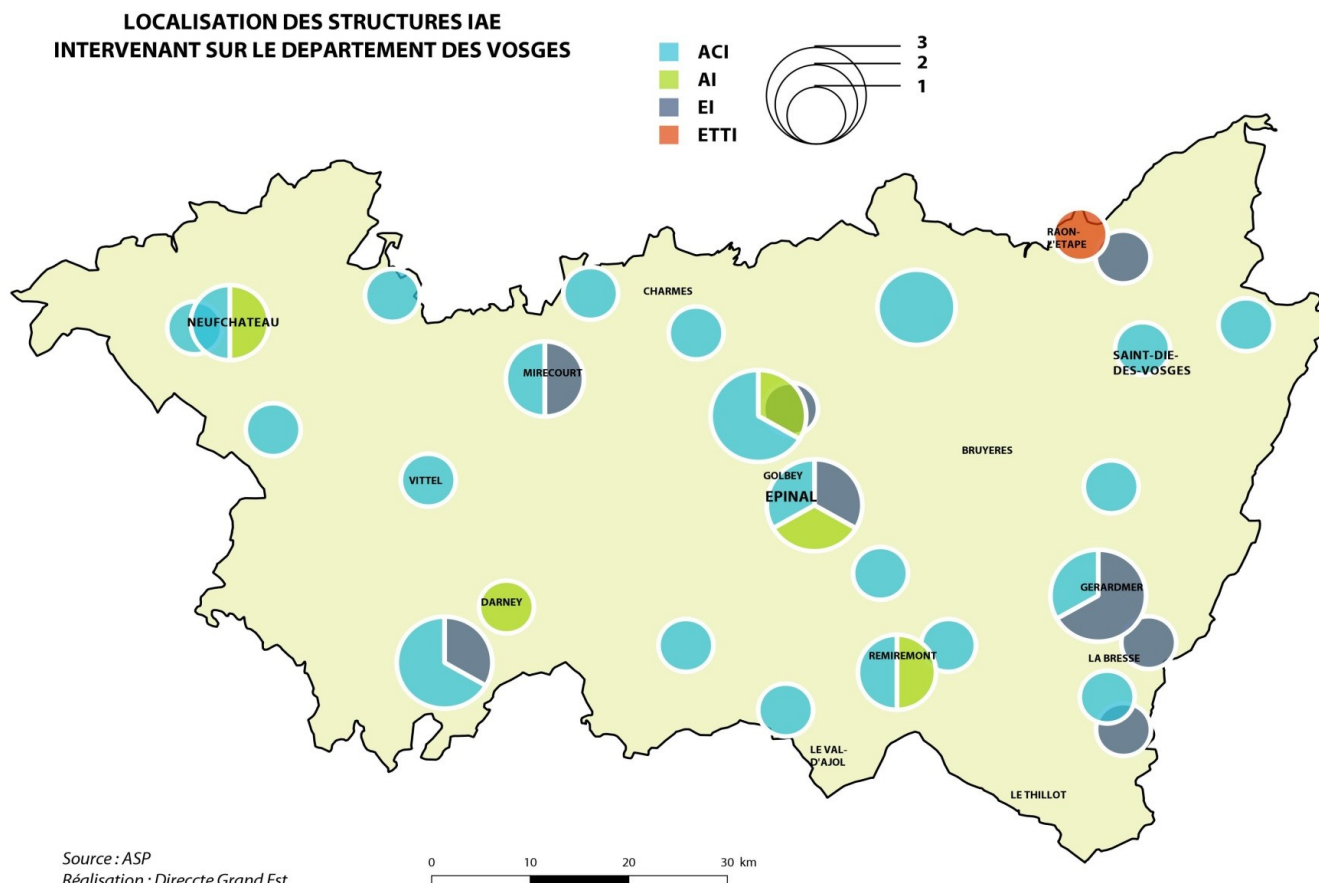 LOCALISATION DES STRUCTURES IAE
INTERVENANT SUR LE DEPARTEMENT DES VOSGES
ACI
AI
EI
ETTI
3
2
1
RAON-
L'ETAPE
CHARMES
NEUFCHATEAU
SAINT-DIE-
DES-VOSGES
MIRECOURT
BRUYERES
GOLBEY
VITTEL
EPINAL
GERARDMER
DARNEY
REMIREMONT
LA BRESSE
LE VAL-
D'AJOL
LE THILLOT
Source : ASP
Réalisation : Direccte Grand Est
0 10 20 30 km